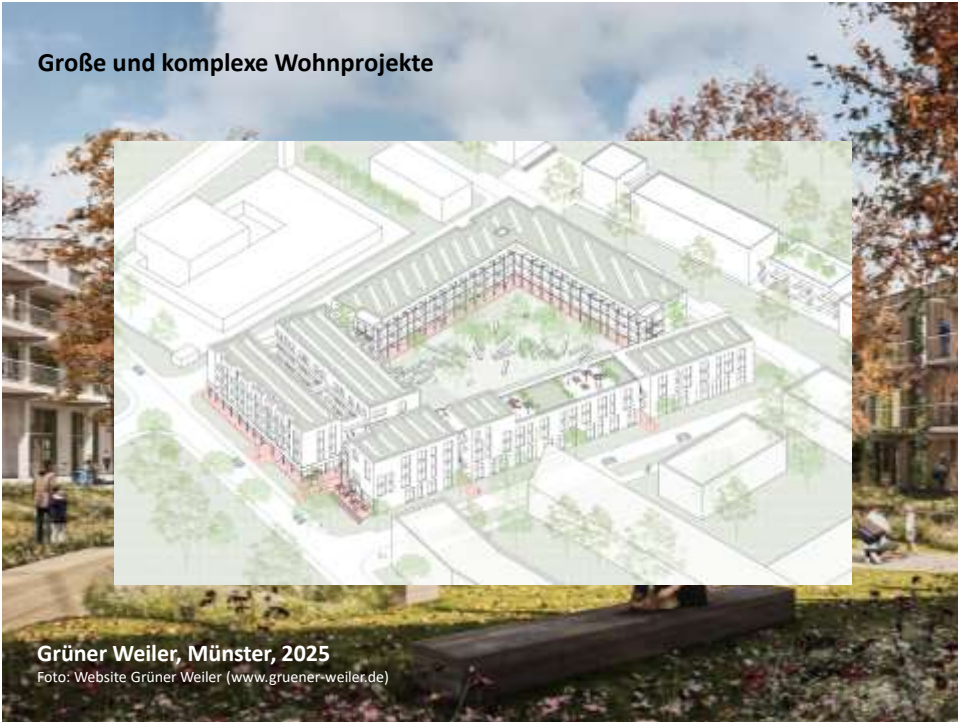 Große und komplexe Wohnprojekte
Grüner Weiler, Münster, 2025
Foto: Website Grüner Weiler (www.gruener-weiler.de)